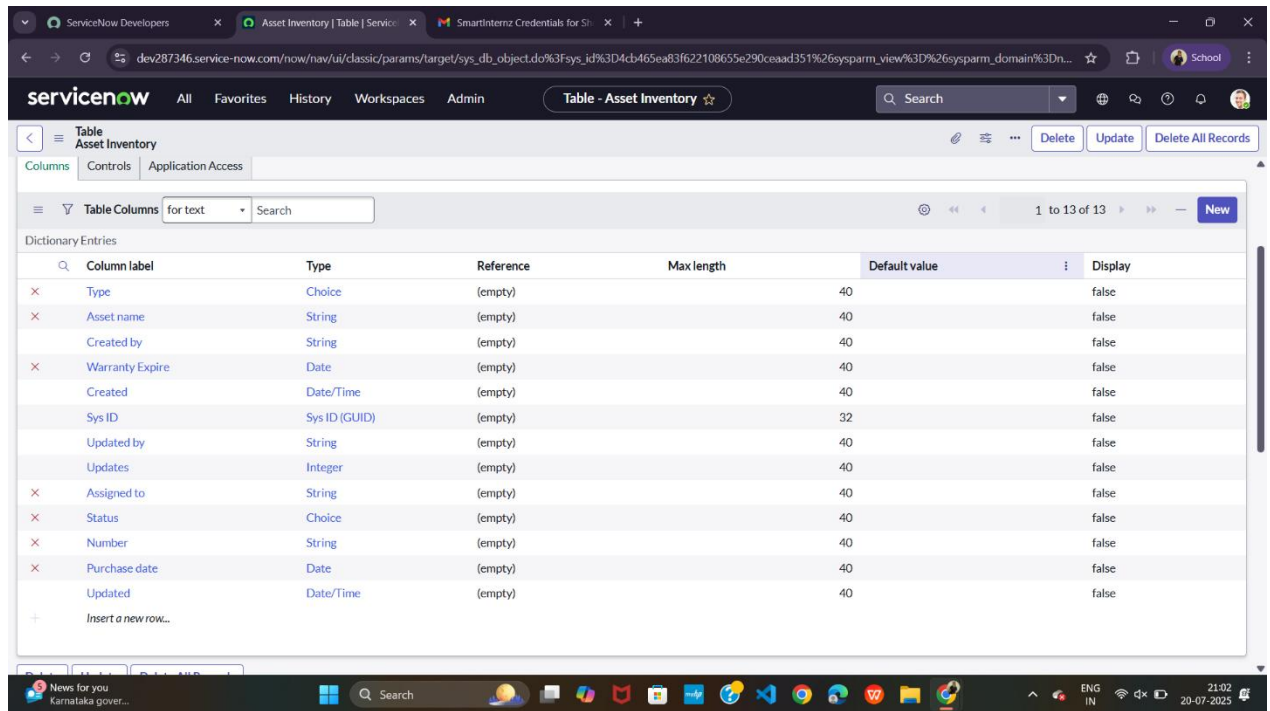 ServiceNow Developers
Asset Inventory | Table | Service
SmartInternz Credentials for Sh
dev287346.service-now.com/now/nav/ui/classic/params/target/sys_db_object.do%3Fsys_id%3D4cb465ea83f622108655e290ceaad351%26sysparm_view%3D%26sysparm_domain%3Dn...
School
servicenow All Favorites History Workspaces Admin Table - Asset Inventory Search
Table
Asset Inventory
Delete Update Delete All Records
Columns Controls Application Access
Table Columns for text Search 1 to 13 of 13 New
Dictionary Entries
Column label Type Reference Max length Default value Display
Type Choice (empty) 40 false
Asset name String (empty) 40 false
Created by String (empty) 40 false
Warranty Expire Date (empty) 40 false
Created Date/Time (empty) 40 false
Sys ID Sys ID (GUID) (empty) 32 false
Updated by String (empty) 40 false
Updates Integer (empty) 40 false
Assigned to String (empty) 40 false
Status Choice (empty) 40 false
Number String (empty) 40 false
Purchase date Date (empty) 40 false
Updated Date/Time (empty) 40 false
Insert a new row...
5 News for you
Karnataka gover...
Search
ENG
IN
21:02
20-07-2025